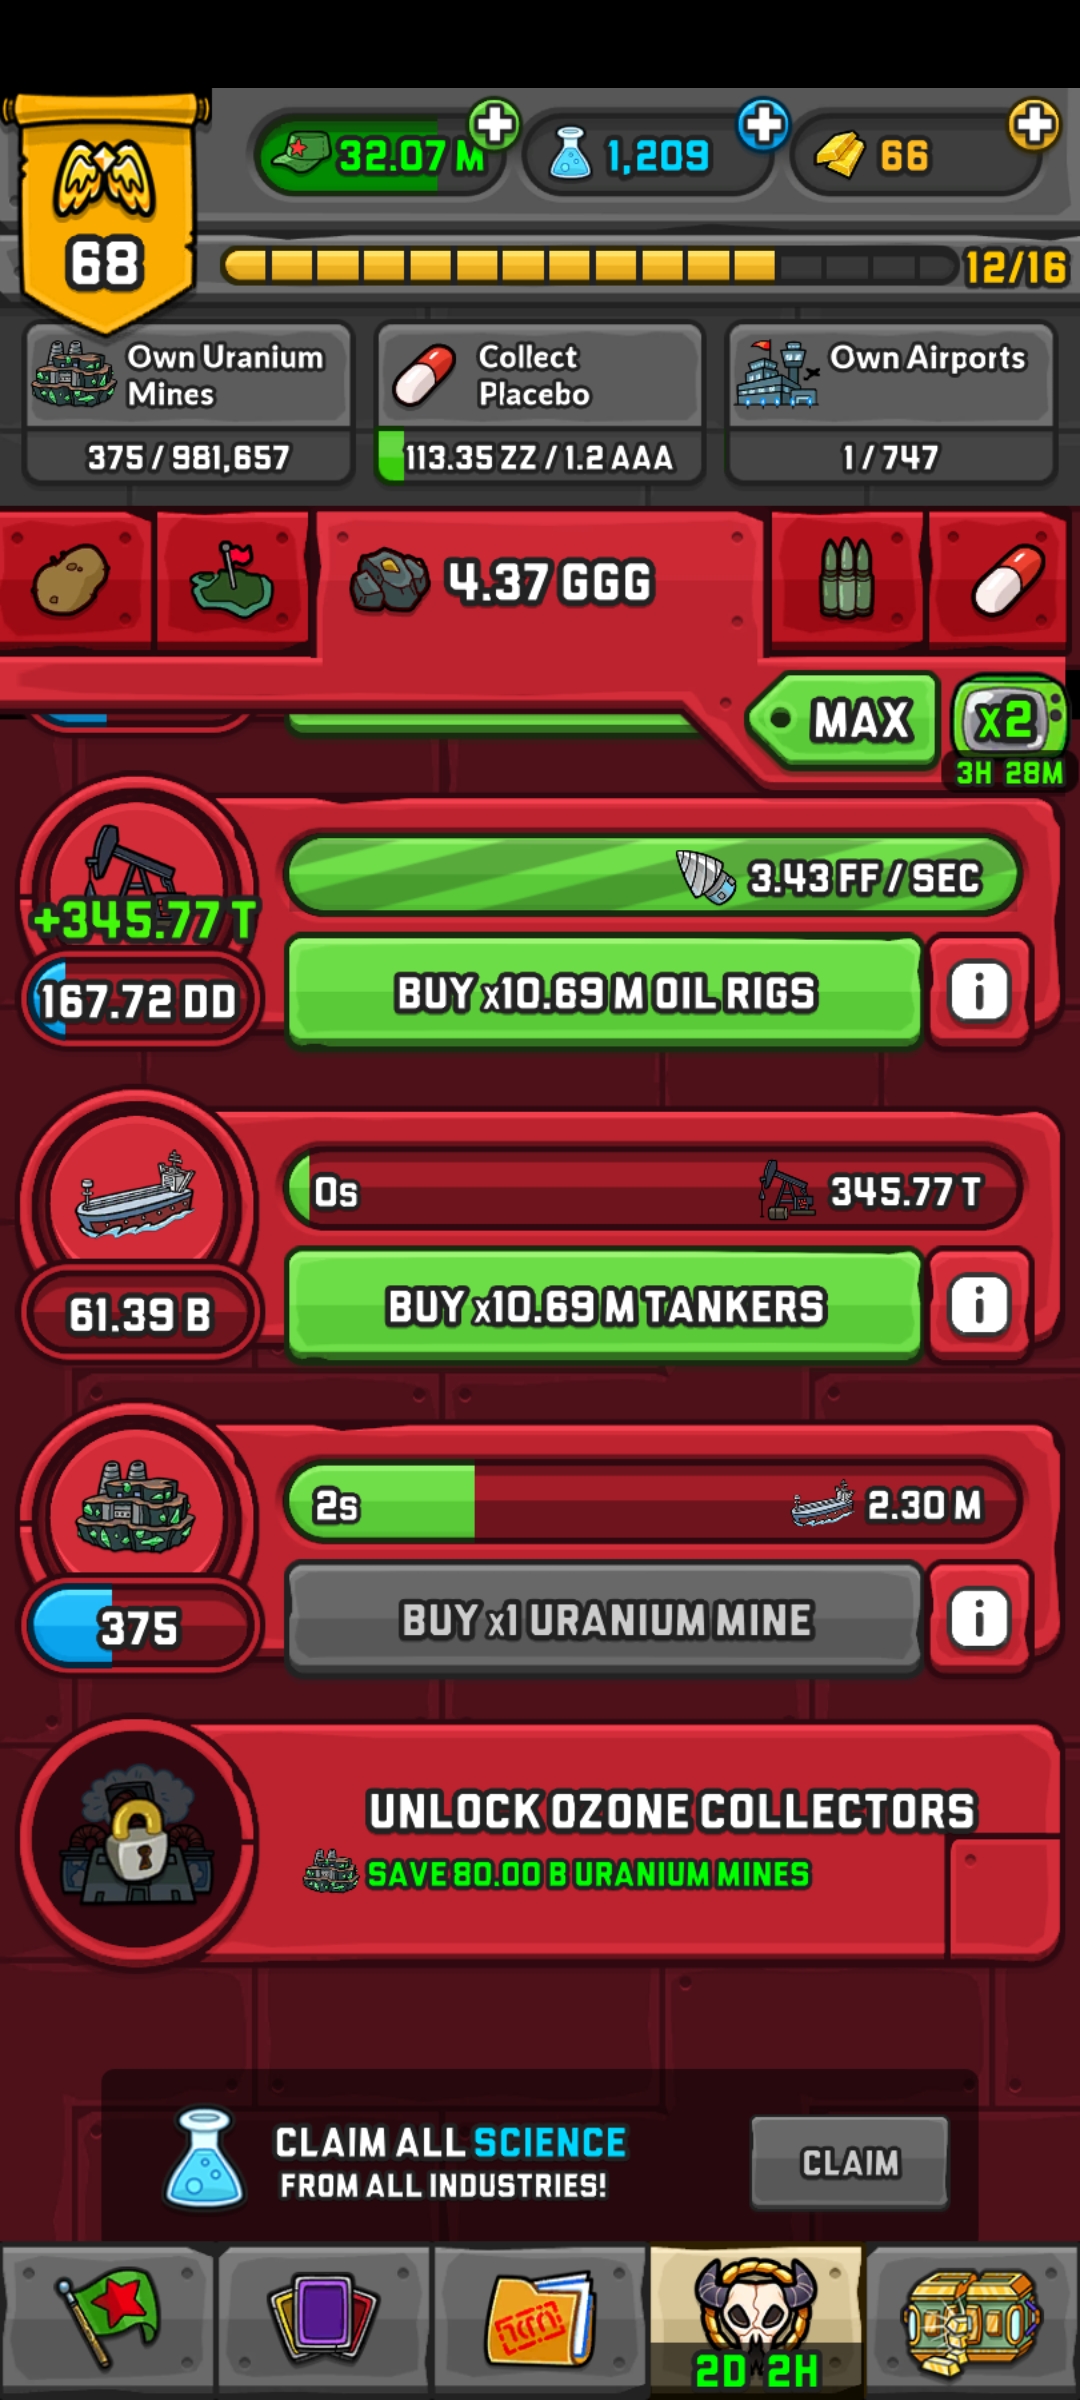 32.07 M
1,209
66
68
12/16
Own Uranium
Mines
375 / 981,657
Collect
Placebo
113.35 ZZ / 1.2 AAA
Own Airports
1 / 747
4.37 GGG
MAX
x2
3H 28M
+345.77 T
3.43 FF / SEC
167.72 DD
BUY x10.69 M OIL RIGS
i
0s
345.77 T
61.39 B
BUY x10.69 M TANKERS
i
2s
2.30 M
375
BUY x1 URANIUM MINE
i
UNLOCK OZONE COLLECTORS
SAVE 80.00 B URANIUM MINES
CLAIM ALL SCIENCE
FROM ALL INDUSTRIES!
CLAIM
2D 2H